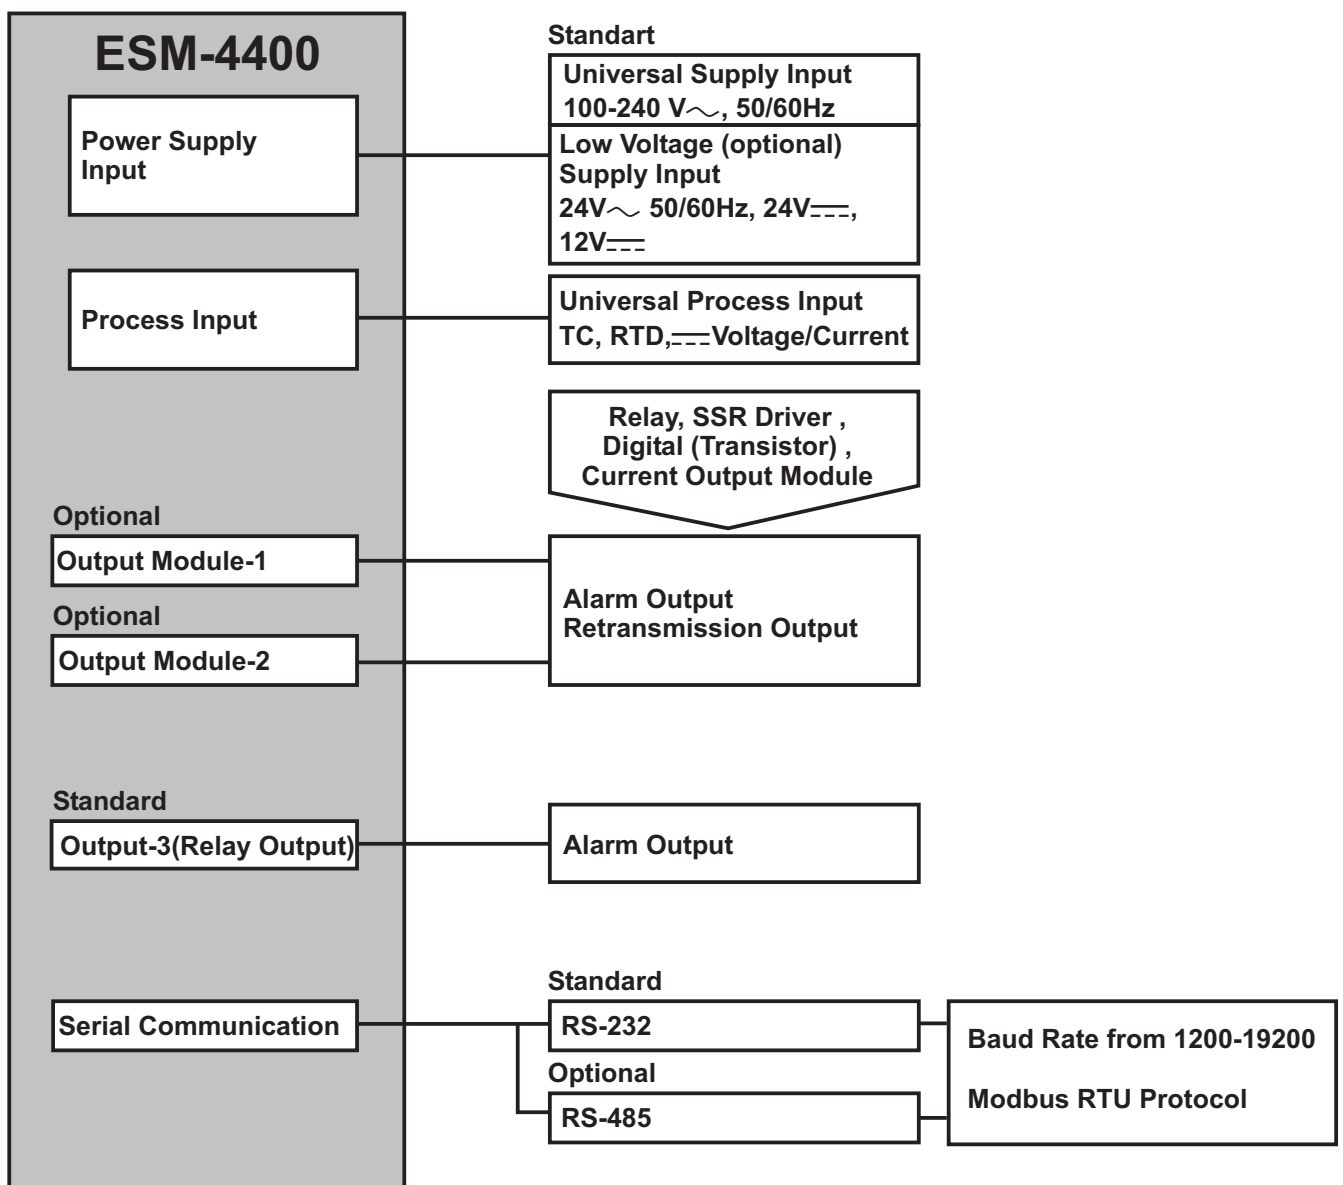 ESM-4400
Power Supply
Input
Standart
Universal Supply Input
100-240 V⏦, 50/60Hz
Low Voltage (optional)
Supply Input
24V⏦ 50/60Hz, 24V⎓,
12V⎓
Process Input
Universal Process Input
TC, RTD,⎓Voltage/Current
Relay, SSR Driver ,
Digital (Transistor) ,
Current Output Module
Optional
Output Module-1
Optional
Output Module-2
Alarm Output
Retransmission Output
Standard
Output-3(Relay Output)
Alarm Output
Serial Communication
Standard
RS-232
Optional
RS-485
Baud Rate from 1200-19200
Modbus RTU Protocol